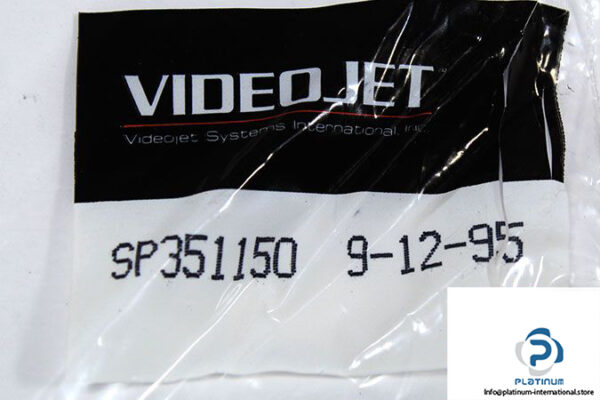 VIDEOJET
Videojet Systems International, Inc.
SP351150 9-12-95
PLATINUM
Info@platinum-international.store